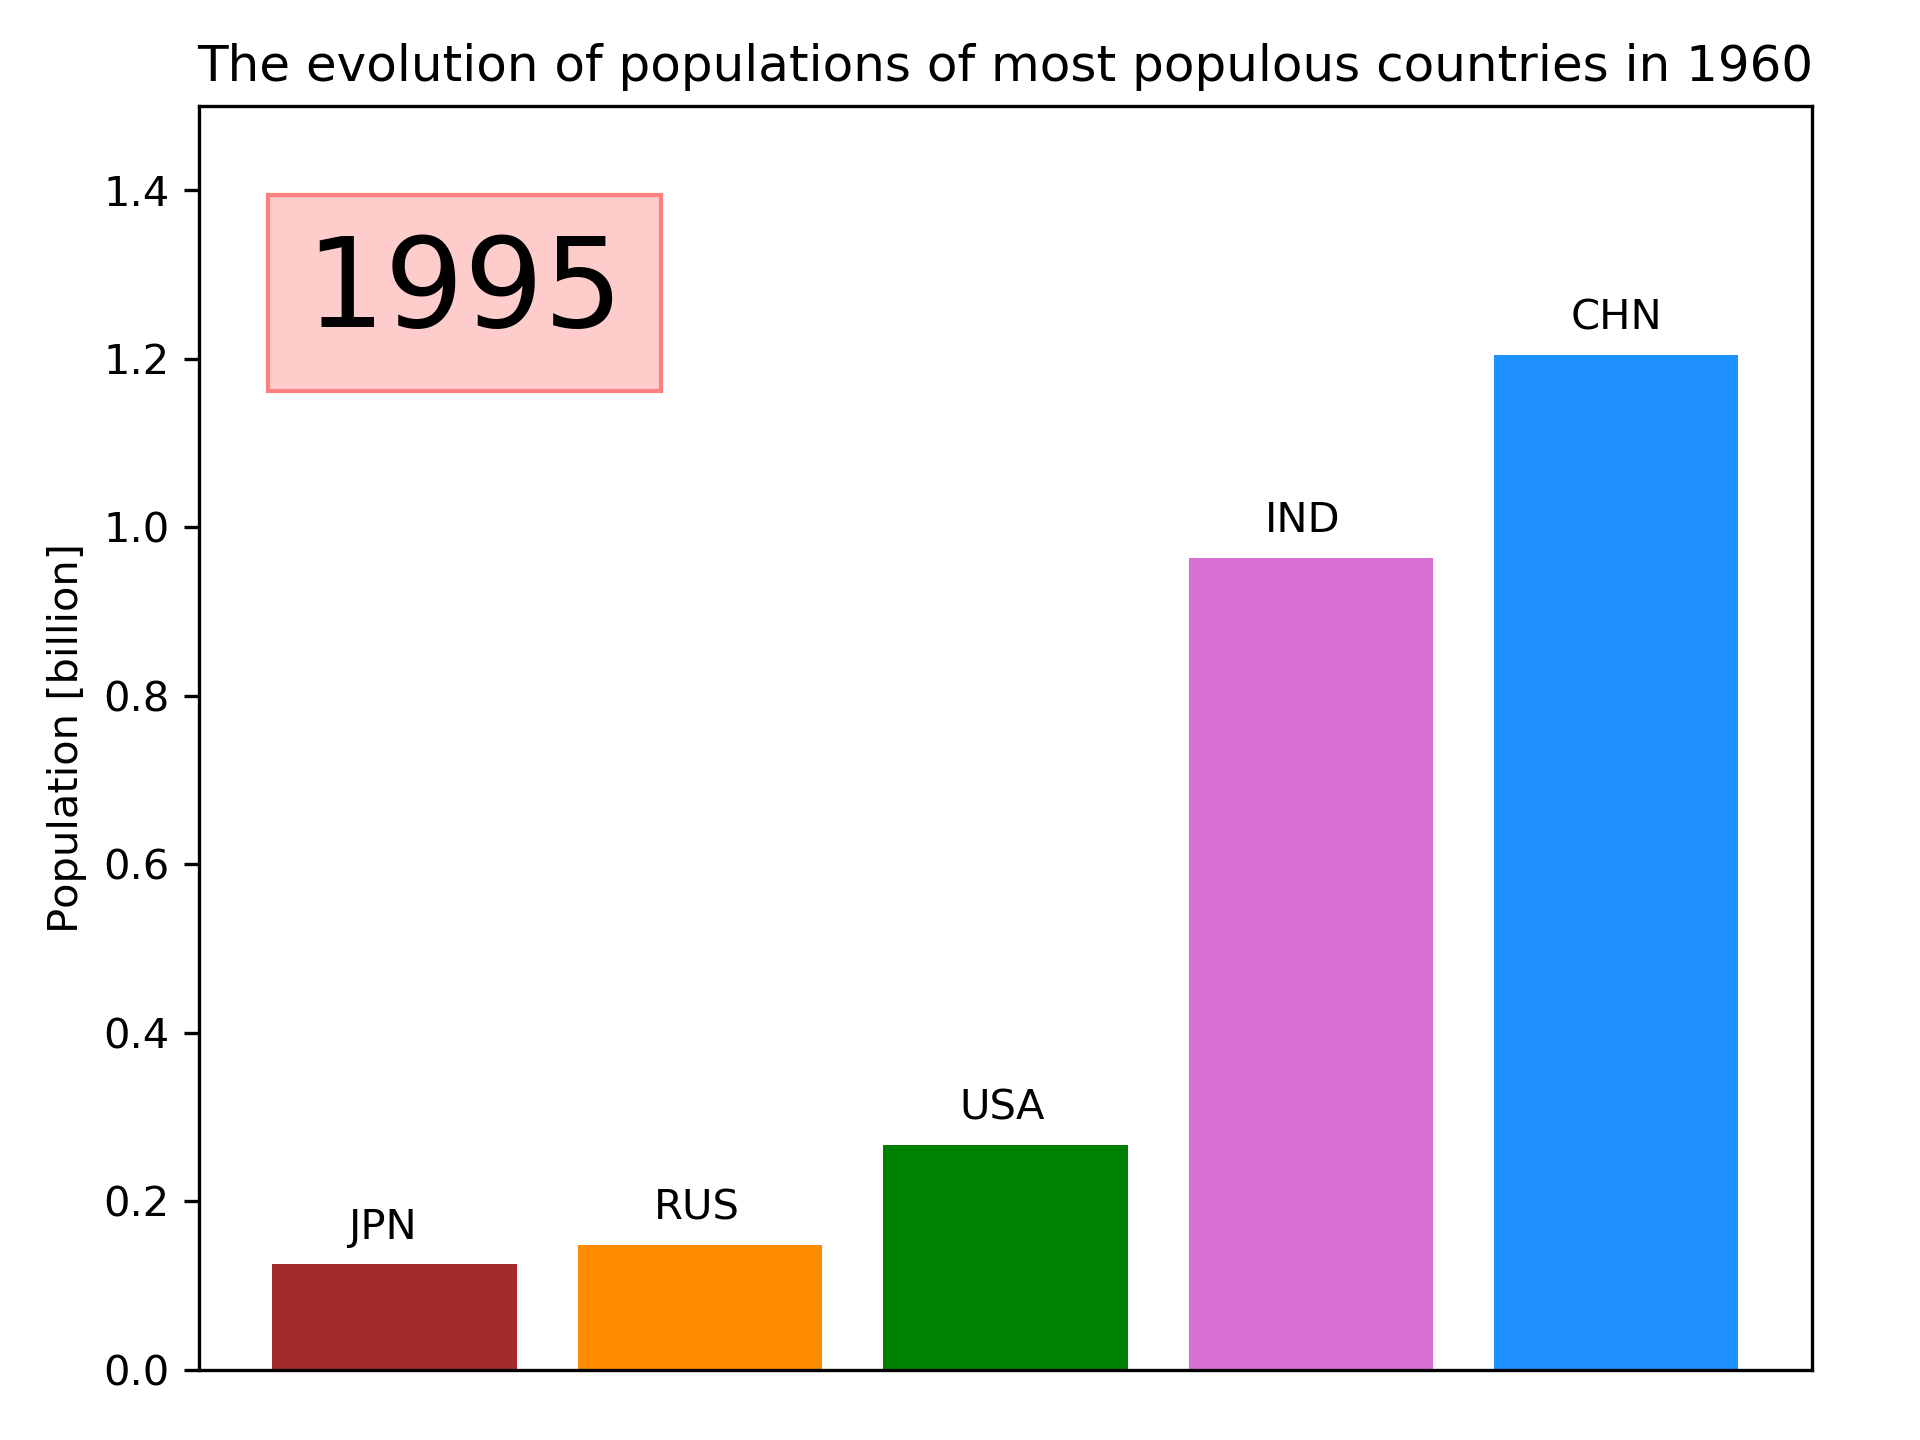 The evolution of populations of most populous countries in 1960
1.4
1.2
1.0
0.8
0.6
0.4
0.2
0.0
Population [billion]
1995
JPN
RUS
USA
IND
CHN